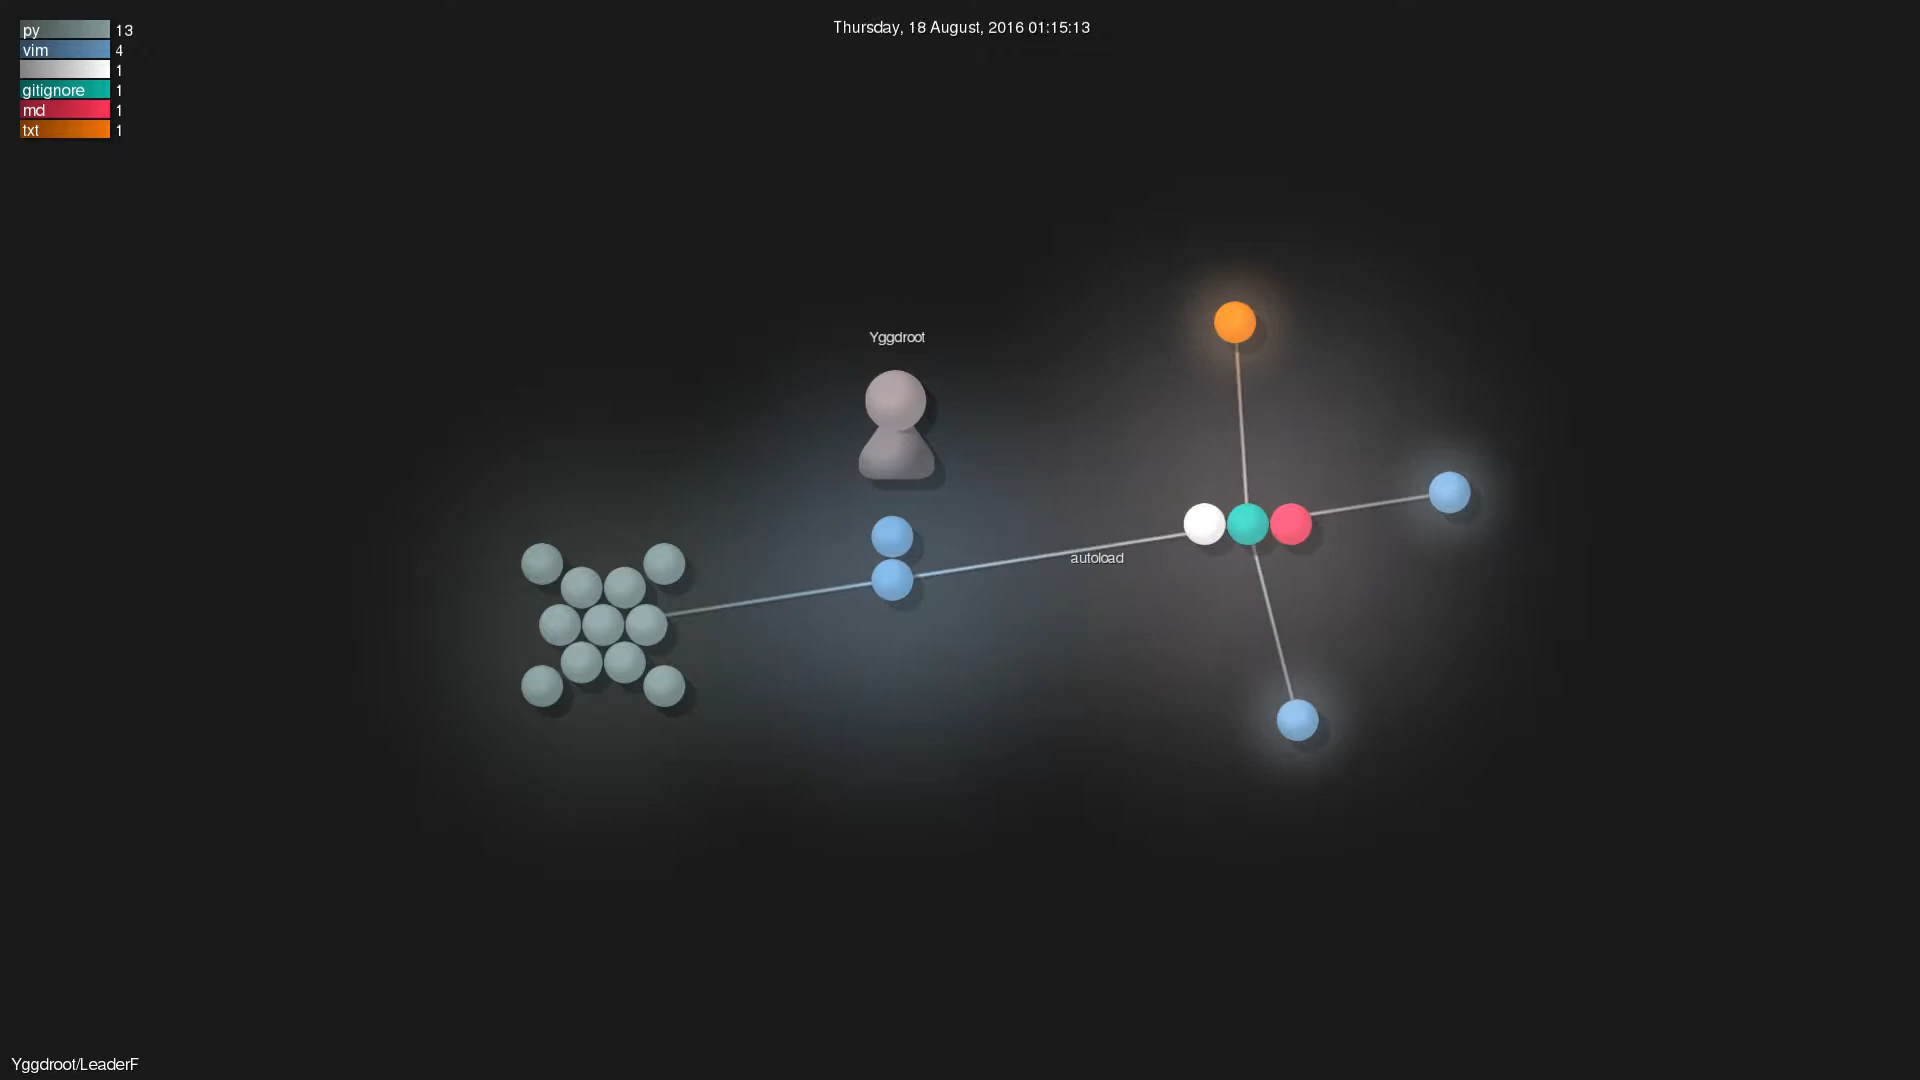 Thursday, 18 August, 2016 01:15:13
py 13
vim 4
1
gitignore 1
md 1
txt 1
Yggdroot
autoload
Yggdroot/LeaderF